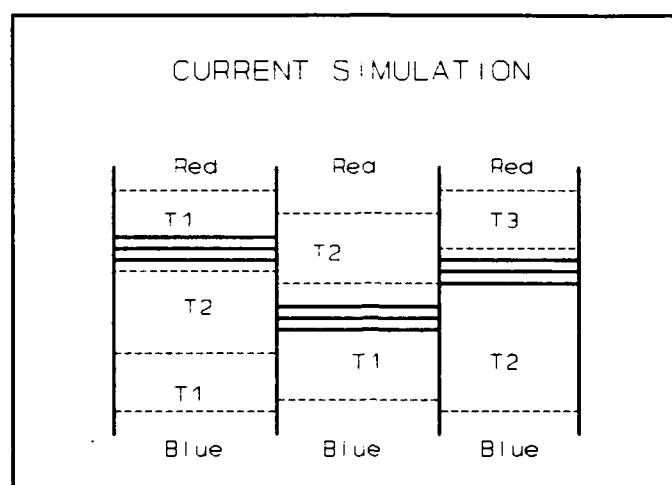 CURRENT SIMULATION
Red Red Red
T1 T3
T2
T2
T1 T2
T1
Blue Blue Blue